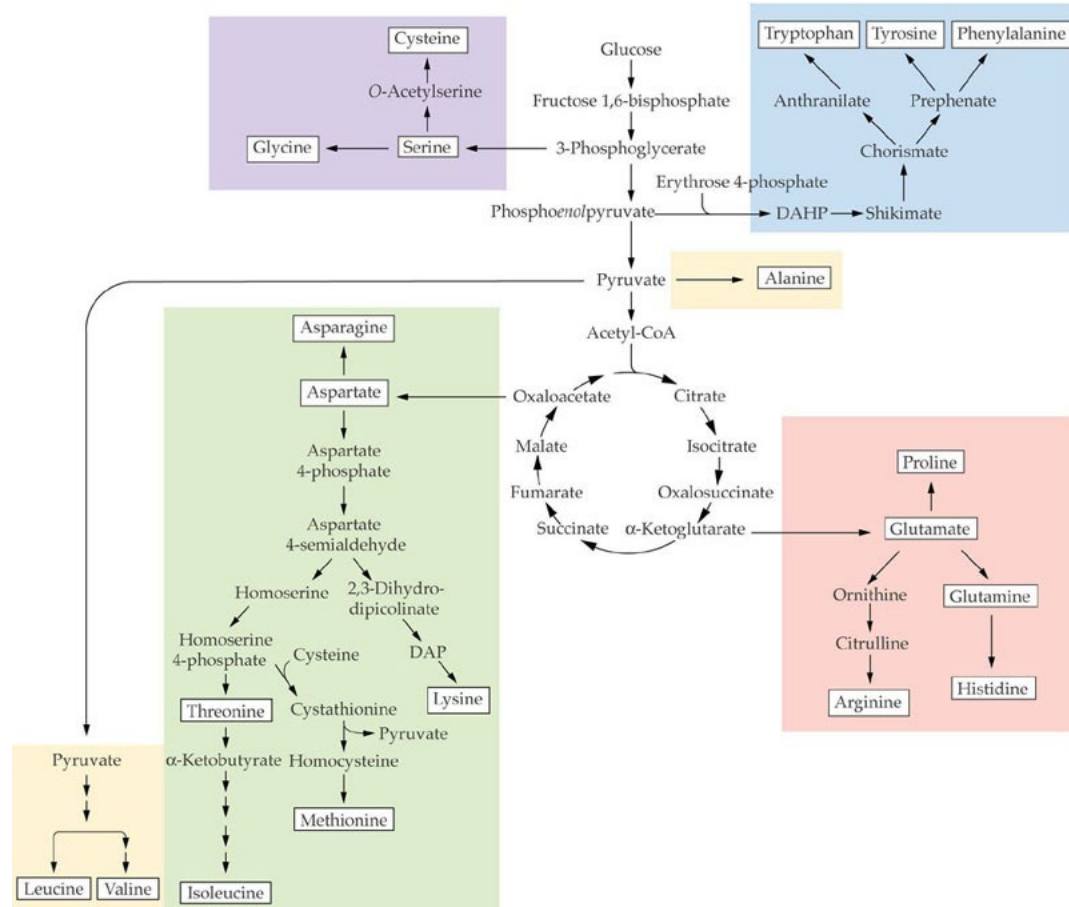 Cysteine
O-Acetylserine
Glycine
Serine
Glucose
Fructose 1,6-bisphosphate
3-Phosphoglycerate
Erythrose 4-phosphate
Phosphoenolpyruvate
DAHP
Shikimate
Chorismate
Anthranilate
Prephenate
Tryptophan
Tyrosine
Phenylalanine
Pyruvate
Alanine
Acetyl-CoA
Oxaloacetate
Citrate
Malate
Isocitrate
Fumarate
Oxalosuccinate
Succinate
α-Ketoglutarate
Asparagine
Aspartate
Aspartate
4-phosphate
Aspartate
4-semialdehyde
Homoserine
2,3-Dihydro-
dipicolinate
Homoserine
4-phosphate
Cysteine
DAP
Lysine
Threonine
Cystathionine
Pyruvate
α-Ketobutyrate
Homocysteine
Methionine
Isoleucine
Pyruvate
Leucine
Valine
Proline
Glutamate
Ornithine
Glutamine
Citrulline
Arginine
Histidine